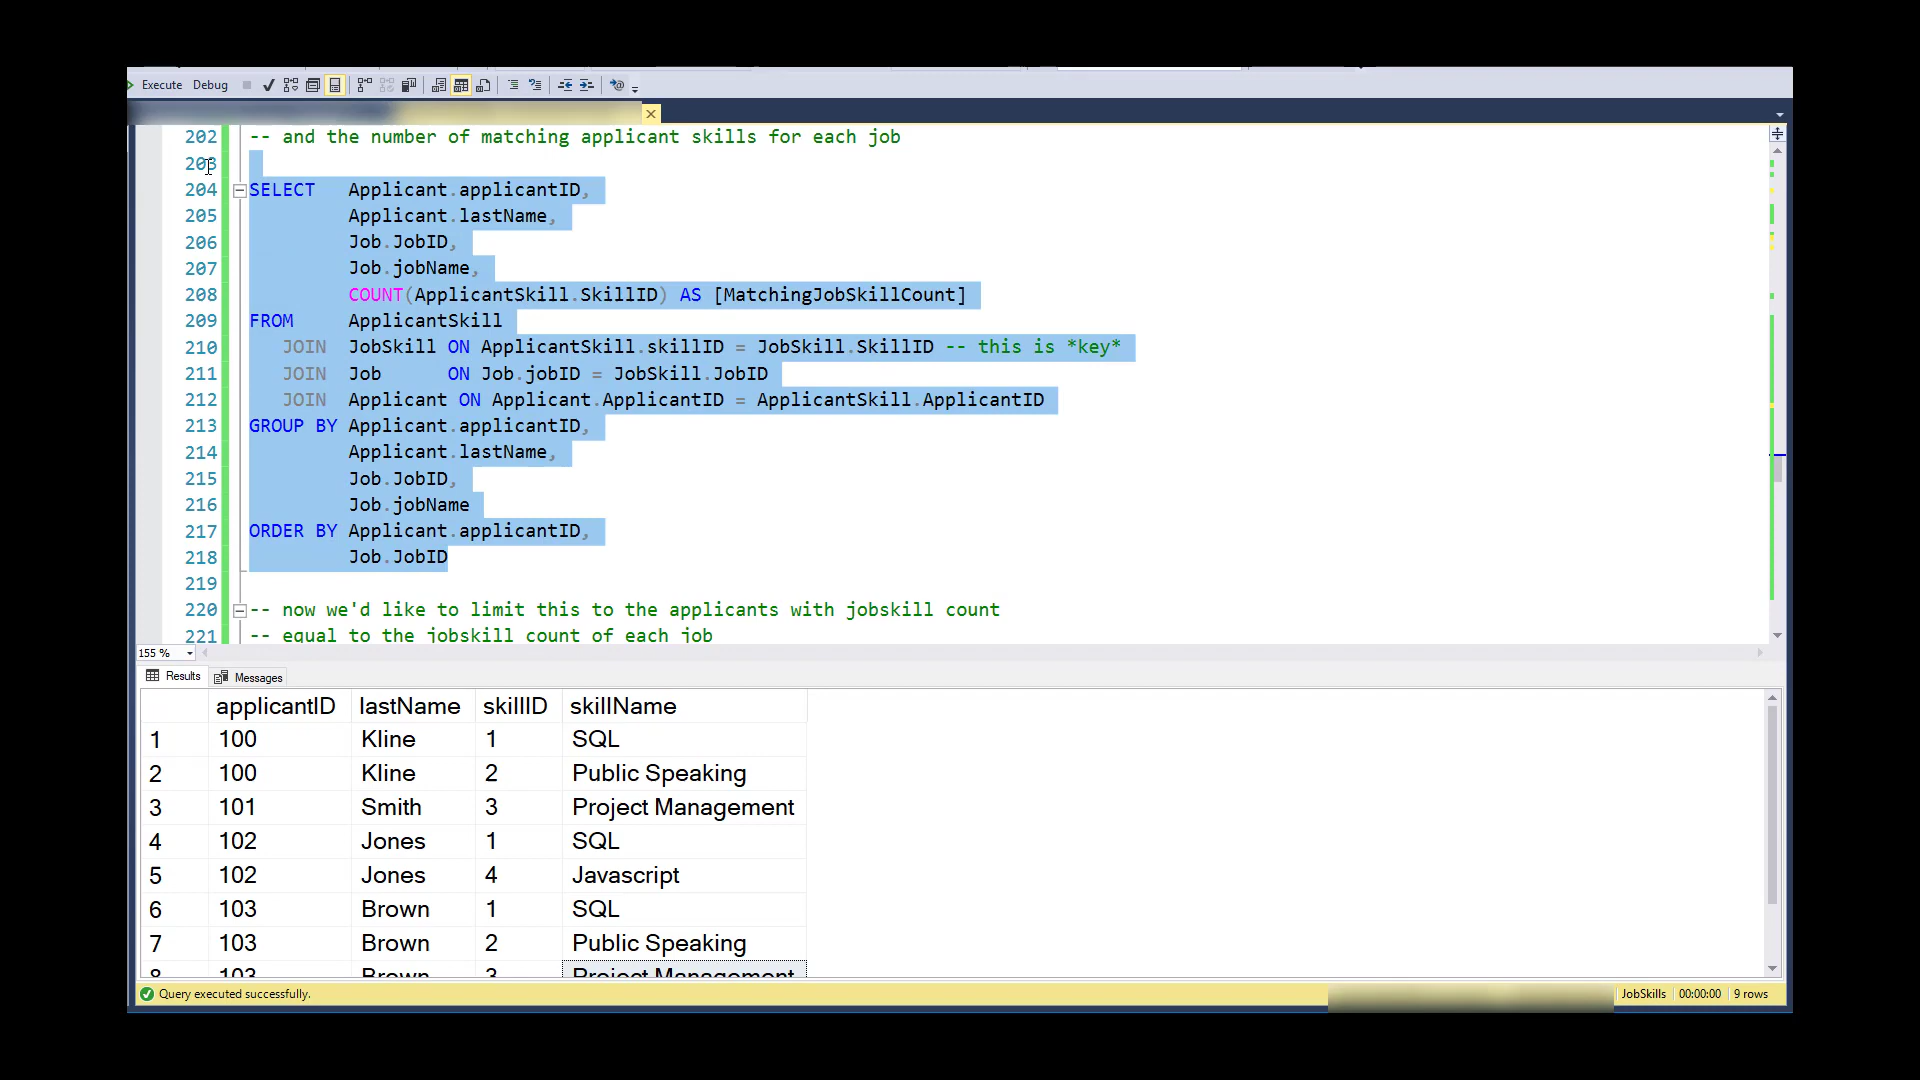 Execute Debug
202 -- and the number of matching applicant skills for each job
203
204 SELECT Applicant.applicantID,
205 Applicant.lastName,
206 Job.JobID,
207 Job.jobName,
208 COUNT(ApplicantSkill.SkillID) AS [MatchingJobSkillCount]
209 FROM ApplicantSkill
210 JOIN JobSkill ON ApplicantSkill.skillID = JobSkill.SkillID -- this is *key*
211 JOIN Job ON Job.jobID = JobSkill.JobID
212 JOIN Applicant ON Applicant.ApplicantID = ApplicantSkill.ApplicantID
213 GROUP BY Applicant.applicantID,
214 Applicant.lastName,
215 Job.JobID,
216 Job.jobName
217 ORDER BY Applicant.applicantID,
218 Job.JobID
219
220 -- now we'd like to limit this to the applicants with jobskill count
221 -- equal to the jobskill count of each job
155 %
Results Messages
applicantID lastName skillID skillName
1 100 Kline 1 SQL
2 100 Kline 2 Public Speaking
3 101 Smith 3 Project Management
4 102 Jones 1 SQL
5 102 Jones 4 Javascript
6 103 Brown 1 SQL
7 103 Brown 2 Public Speaking
8 103 Brown 3 Project Management
Query executed successfully. JobSkills 00:00:00 9 rows